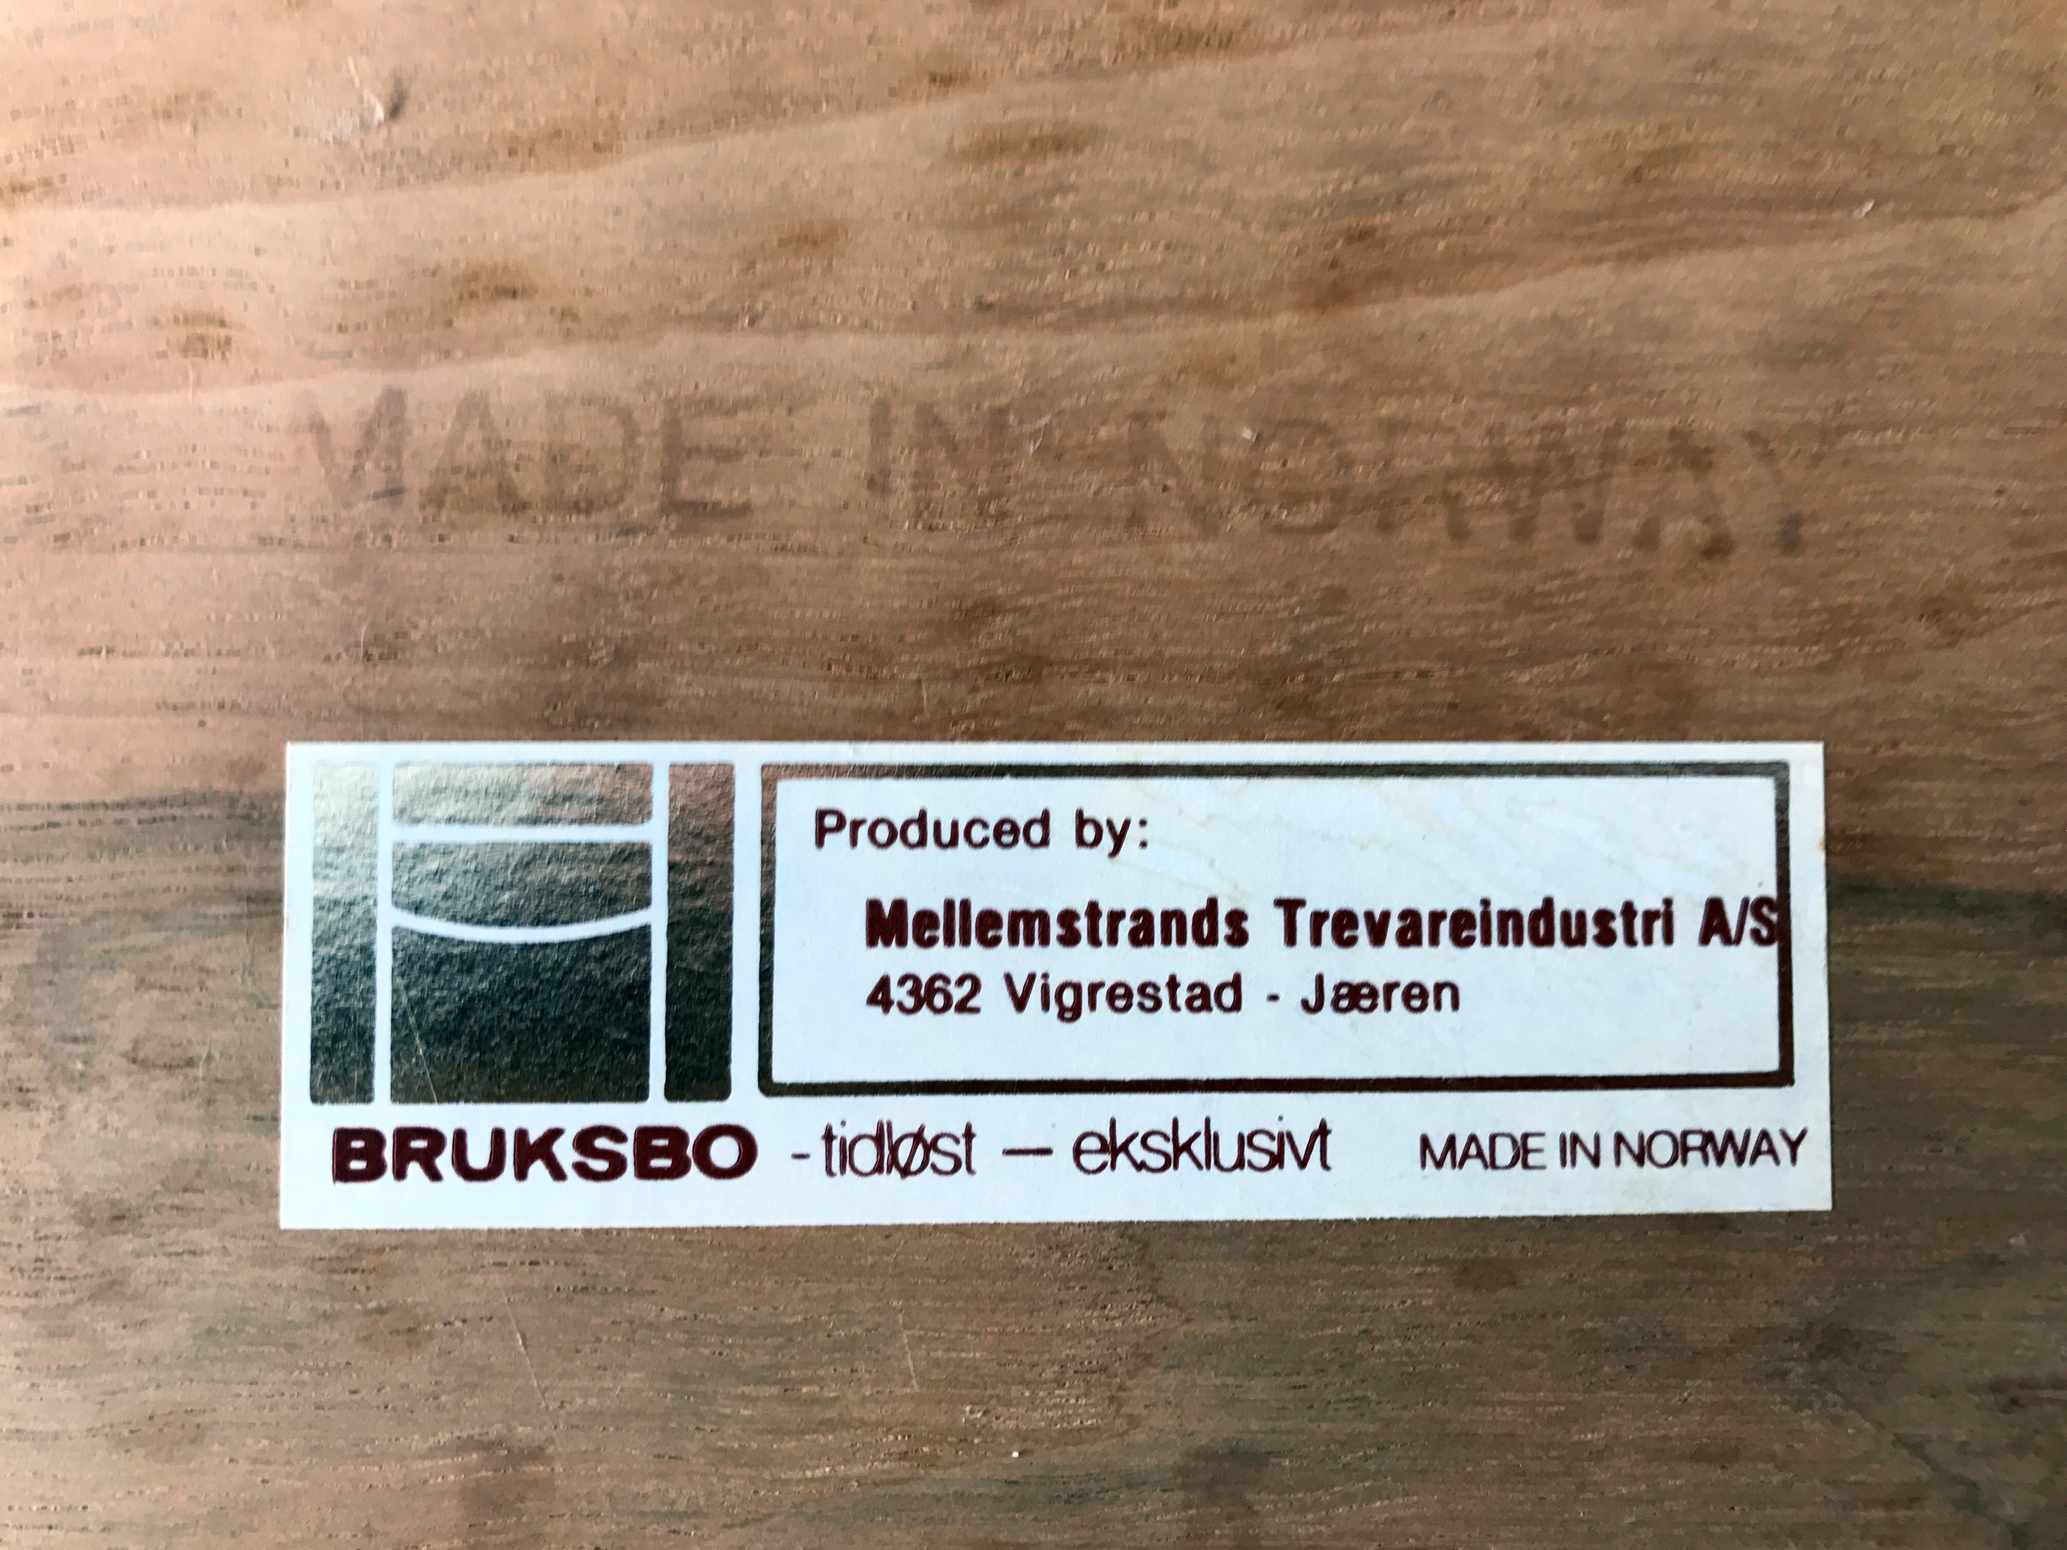 MADE IN NORWAY
Produced by:
Mellemstrands Trevareindustri A/S
4362 Vigrestad - Jæren
BRUKSBO - tidløst — eksklusivt MADE IN NORWAY